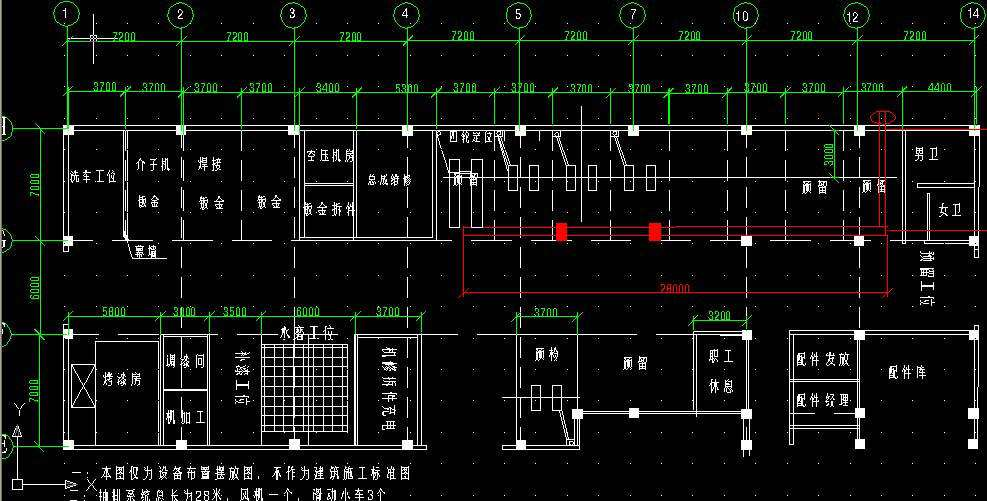 1 2 3 4 5 7 10 12 14
7200 7200 7200 7200 7200 7200 7200 7200
3700 3700 3700 3700 3400 5300 3700 3700 3700 3700 3700 3700 3700 3700 4400
洗车工位 介子机 焊接 空压机房 总成维修 四轮定位 预留 预留 预留 3000 男卫
钣金 钣金 钣金 钣金拆件 女卫
7000
幕墙
预留工位
6000
28000
5800 3000 3500 6000 3700 3700 3200
水磨工位
烤漆房 调漆间 补漆工位 机修拆件充电 预检 预留 职工 配件发放 配件库
机加工 休息 配件经理
7000
Y
X
一: 本图仅为设备布置摆放图，不作为建筑施工标准图
二: 抽排系统总长为28米，风机一个，滑动小车3个